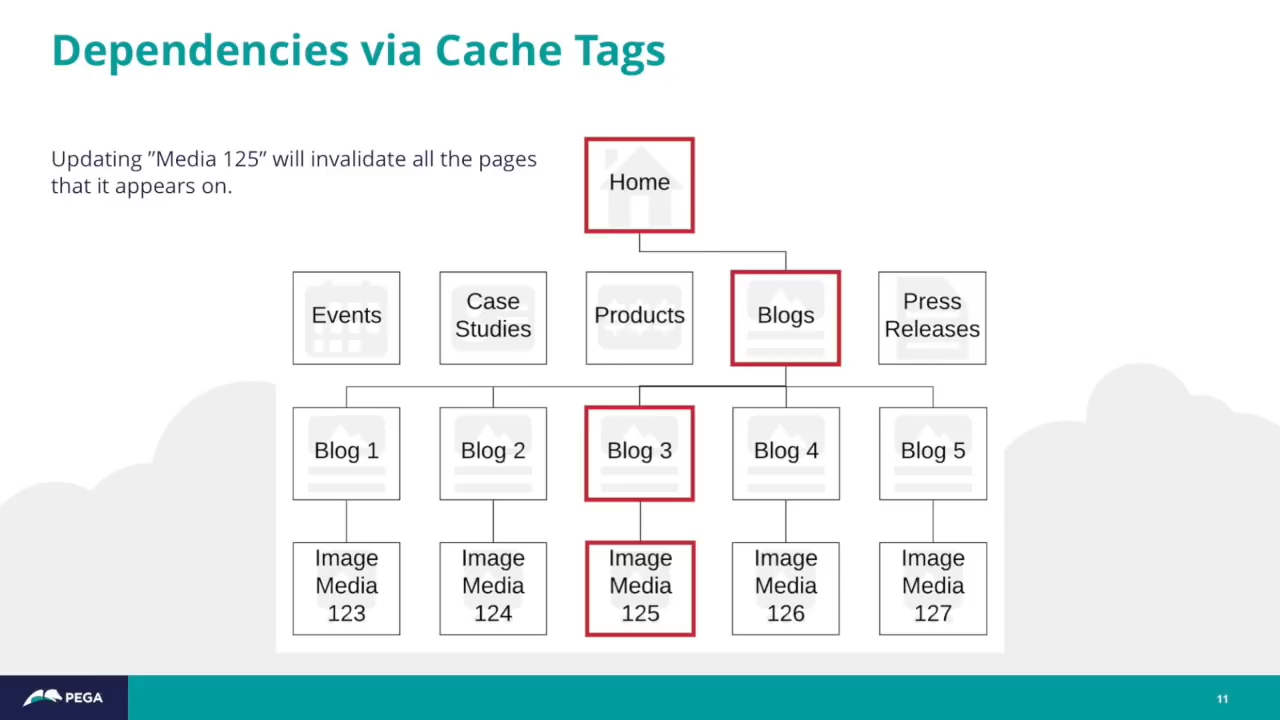 Dependencies via Cache Tags
Updating ”Media 125” will invalidate all the pages
that it appears on.
Home
Events
Case
Studies
Products
Blogs
Press
Releases
Blog 1
Blog 2
Blog 3
Blog 4
Blog 5
Image
Media
123
Image
Media
124
Image
Media
125
Image
Media
126
Image
Media
127
PEGA
11